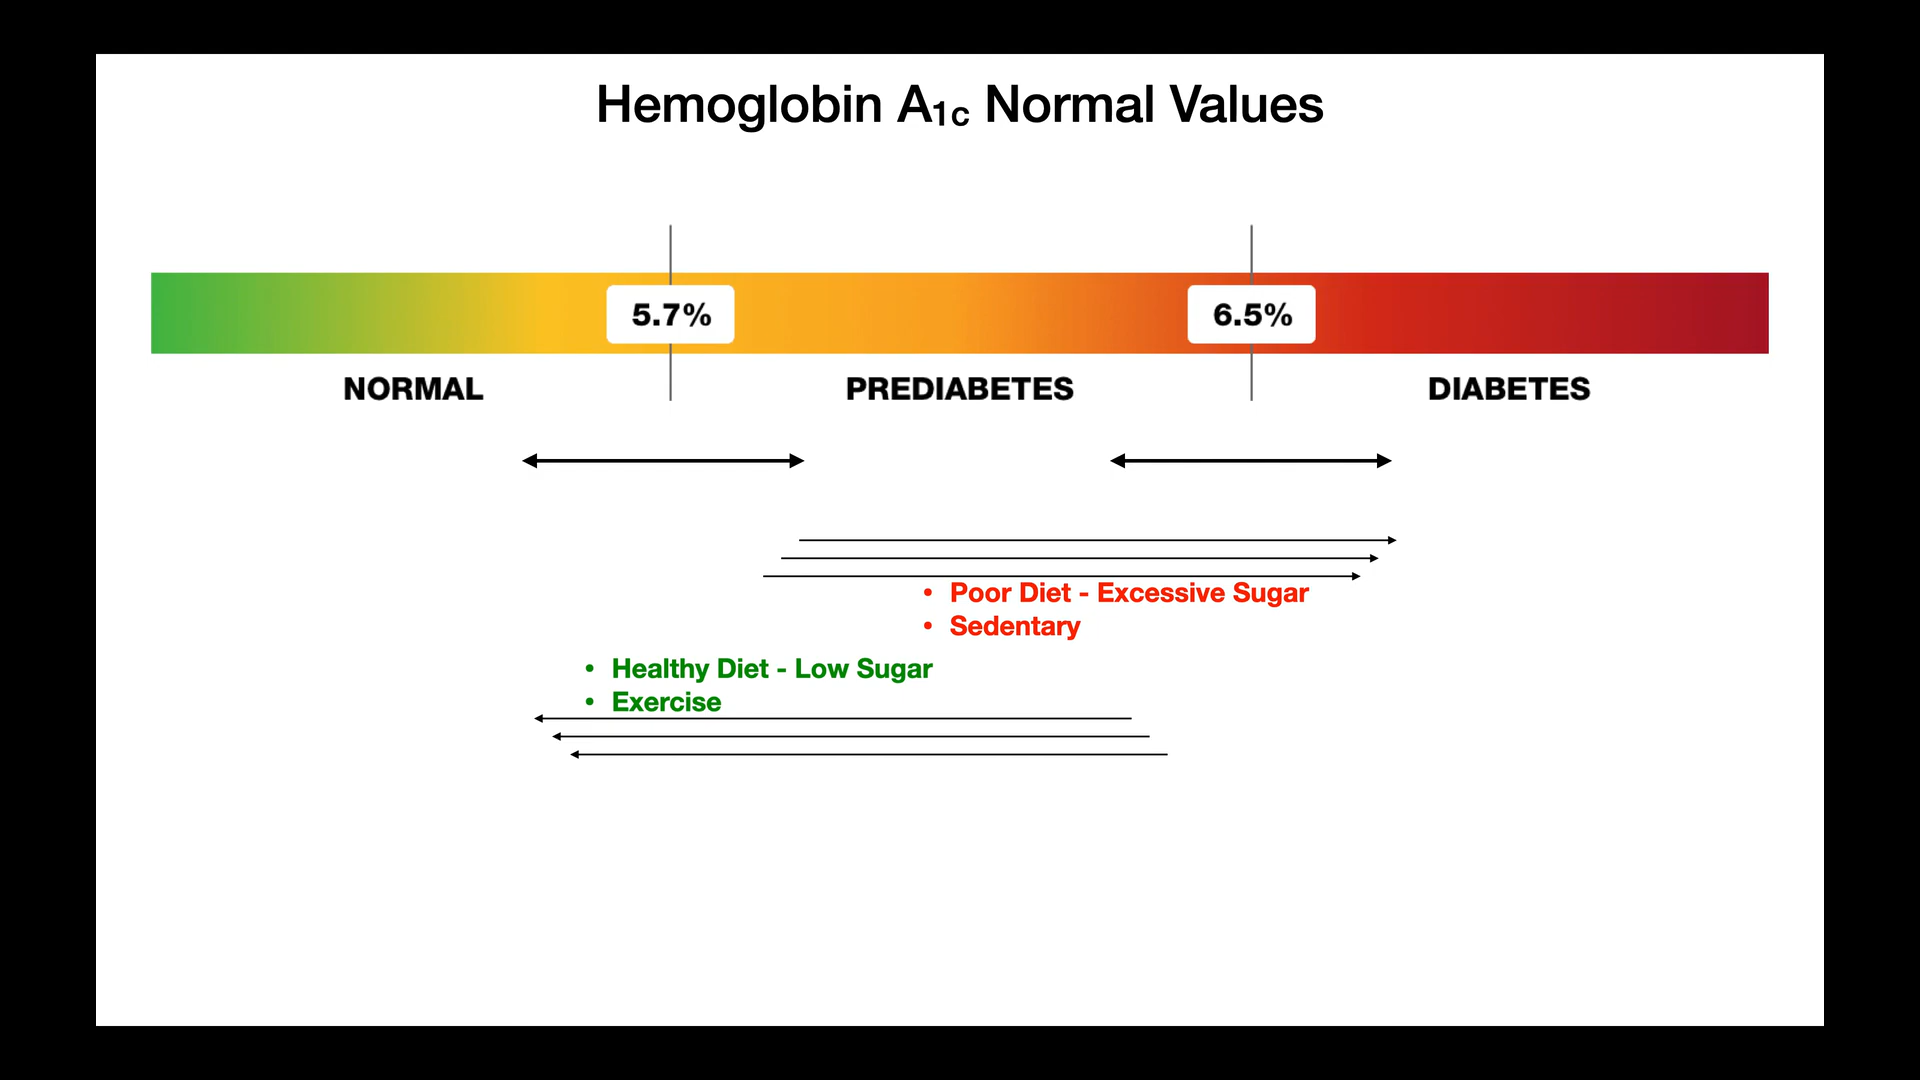 Hemoglobin A1c Normal Values
5.7% 6.5%
NORMAL PREDIABETES DIABETES
• Poor Diet - Excessive Sugar
• Sedentary
• Healthy Diet - Low Sugar
• Exercise